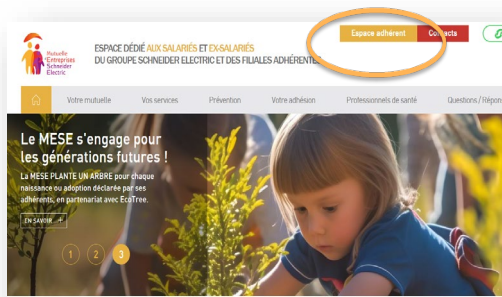 Espace adhérent
Contacts
Mutuelle
Entreprises
Schneider
Electric
ESPACE DÉDIÉ AUX SALARIÉS ET EX-SALARIÉS
DU GROUPE SCHNEIDER ELECTRIC ET DES FILIALES ADHÉRENTES
Votre mutuelle
Vos services
Prévention
Votre adhésion
Professionnels de santé
Questions / Répon
Le MESE s'engage pour
les générations futures !
La MESE PLANTE UN ARBRE pour chaque
naissance ou adoption déclarée par ses
adhérents, en partenariat avec EcoTree.
EN SAVOIR +
1 2 3